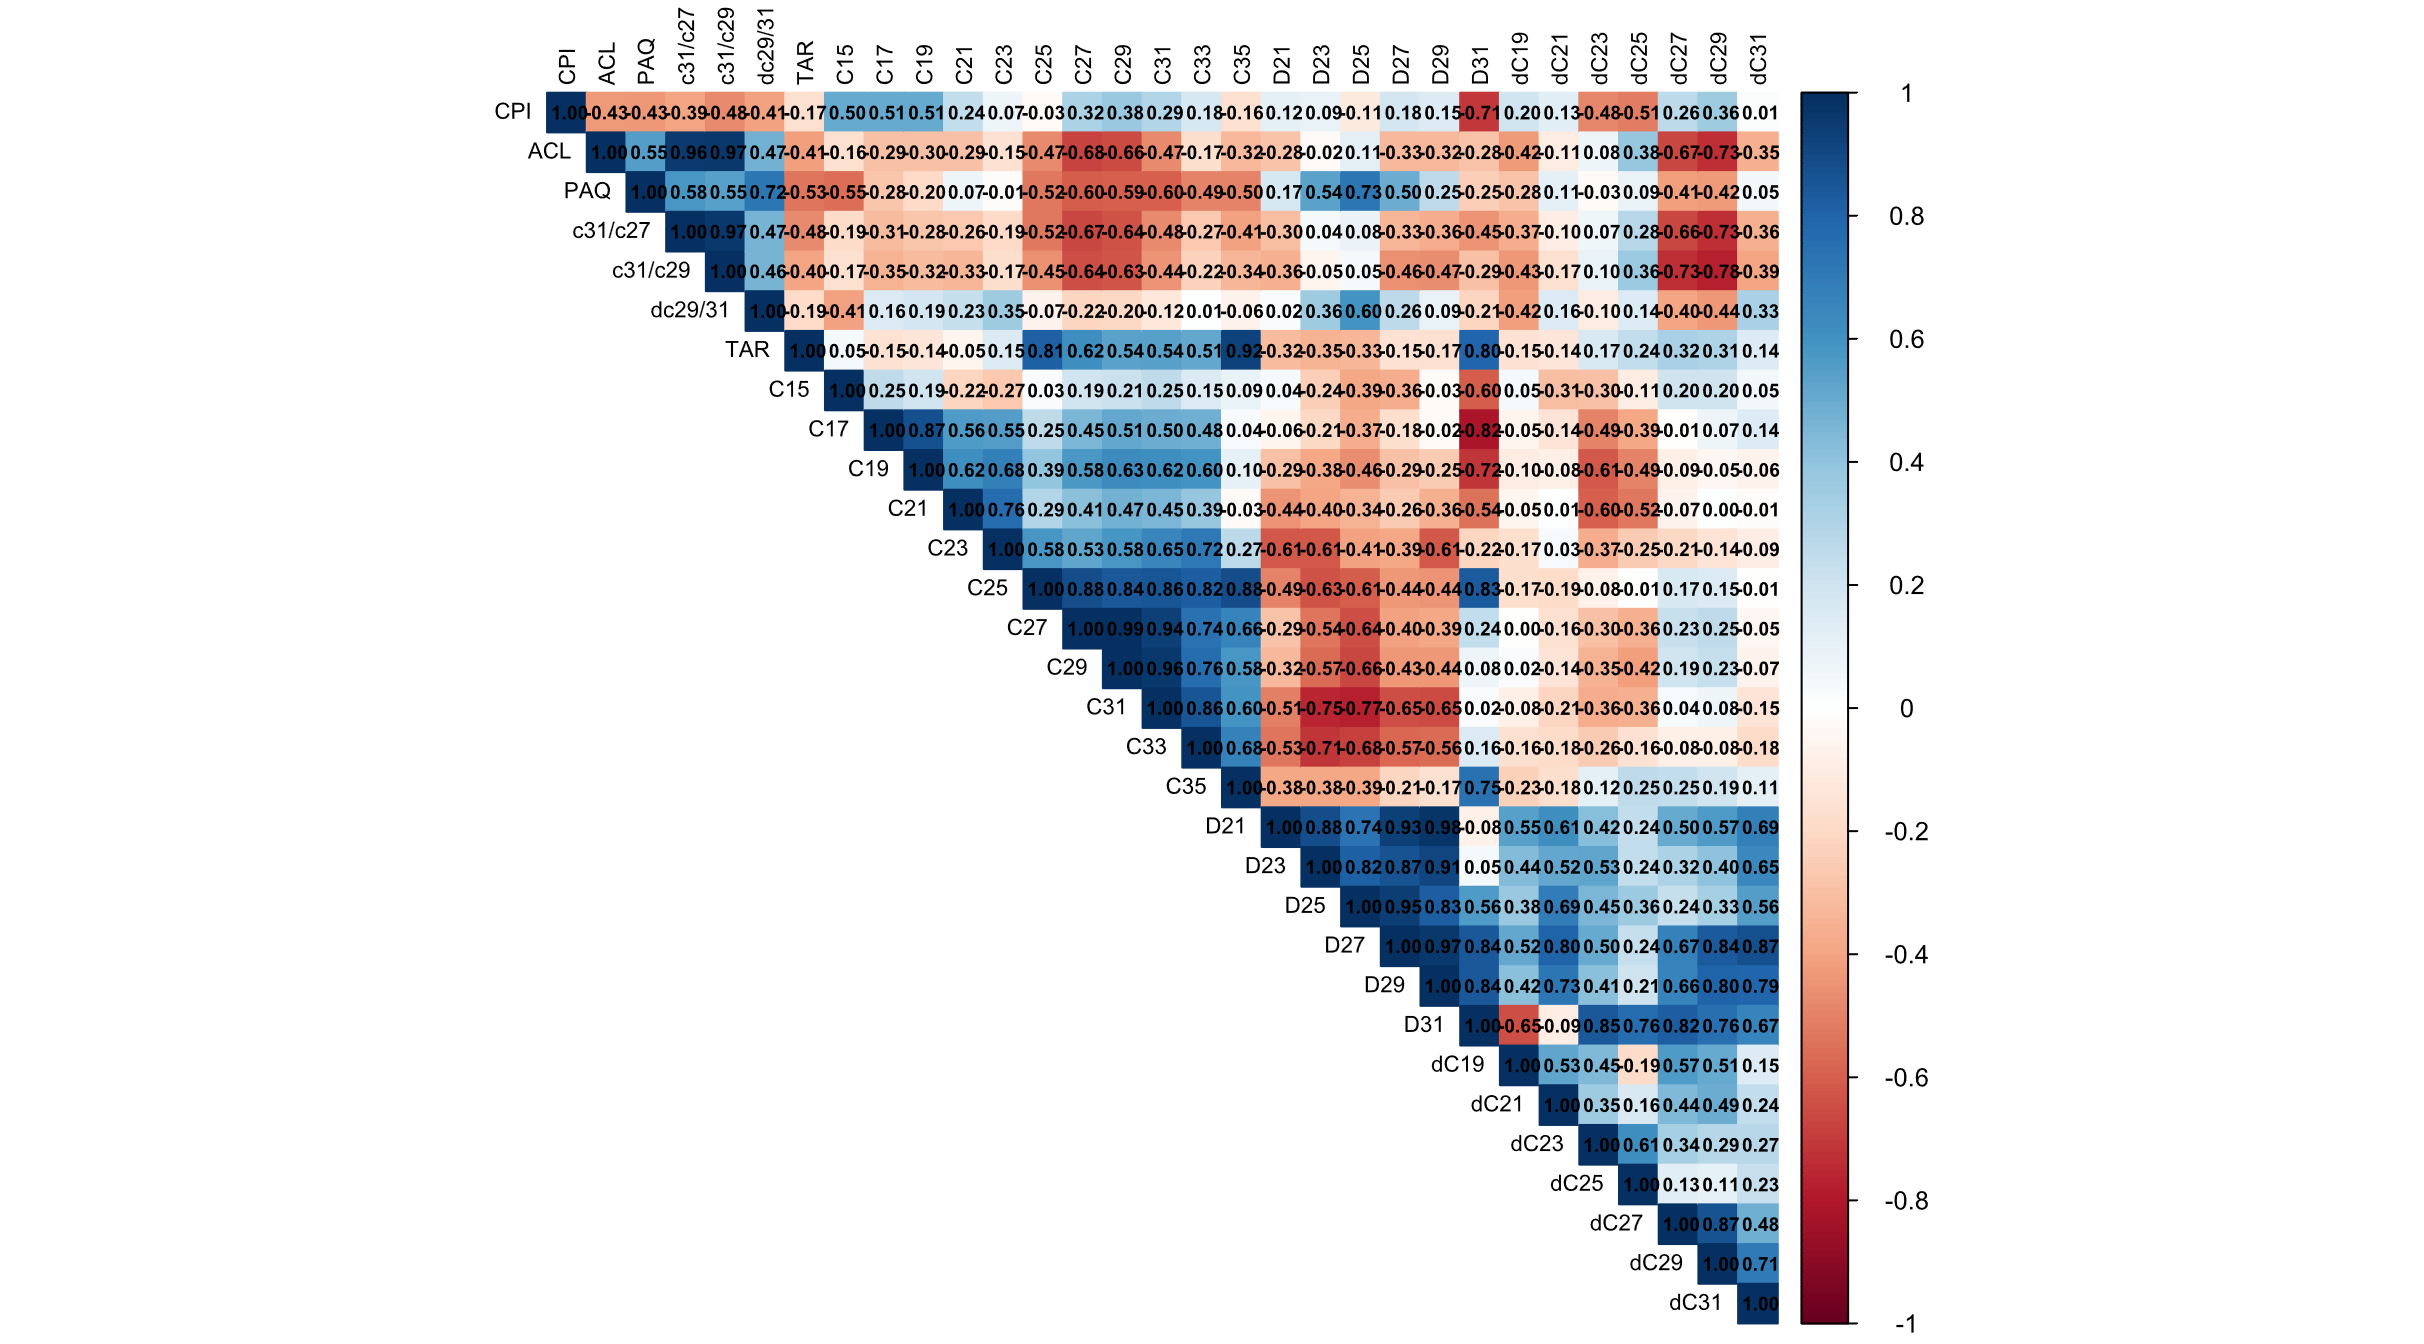 CPI ACL PAQ c31/c27 c31/c29 dc29/31 TAR C15 C17 C19 C21 C23 C25 C27 C29 C31 C33 C35 D21 D23 D25 D27 D29 D31 dC19 dC21 dC23 dC25 dC27 dC29 dC31
CPI 1.00 -0.43 -0.43 -0.39 -0.48 -0.41 -0.17 0.50 0.51 0.51 0.24 0.07 -0.03 0.32 0.38 0.29 0.18 -0.16 0.12 0.09 -0.11 0.18 0.15 -0.71 0.20 0.13 -0.48 -0.51 0.26 0.36 0.01 1
ACL 1.00 0.55 0.96 0.97 0.47 -0.41 -0.16 -0.29 -0.30 -0.29 -0.15 -0.47 -0.68 -0.66 -0.47 -0.17 -0.32 -0.28 -0.02 0.11 -0.33 -0.32 -0.28 -0.42 -0.11 0.08 0.38 -0.67 -0.73 -0.35
PAQ 1.00 0.58 0.55 0.72 -0.53 -0.55 -0.28 -0.20 0.07 -0.01 -0.52 -0.60 -0.59 -0.60 -0.49 -0.50 0.17 0.54 0.73 0.50 0.25 -0.25 -0.28 0.11 -0.03 0.09 -0.41 -0.42 0.05
c31/c27 1.00 0.97 0.47 -0.48 -0.19 -0.31 -0.28 -0.26 -0.19 -0.52 -0.67 -0.64 -0.48 -0.27 -0.41 -0.30 0.04 0.08 -0.33 -0.36 -0.45 -0.37 -0.10 0.07 0.28 -0.66 -0.73 -0.36 0.8
c31/c29 1.00 0.46 -0.40 -0.17 -0.35 -0.32 -0.33 -0.17 -0.45 -0.64 -0.63 -0.44 -0.22 -0.34 -0.36 -0.05 0.05 -0.46 -0.47 -0.29 -0.43 -0.17 0.10 0.36 -0.73 -0.78 -0.39
dc29/31 1.00 -0.19 -0.41 0.16 0.19 0.23 0.35 -0.07 -0.22 -0.20 -0.12 0.01 -0.06 0.02 0.36 0.60 0.26 0.09 -0.21 -0.42 0.16 -0.10 0.14 -0.40 -0.44 0.33
TAR 1.00 0.05 -0.15 -0.14 -0.05 0.15 0.81 0.62 0.54 0.54 0.51 0.92 -0.32 -0.35 -0.33 -0.15 -0.17 0.80 -0.15 -0.14 0.17 0.24 0.32 0.31 0.14 0.6
C15 1.00 0.25 0.19 -0.22 -0.27 0.03 0.19 0.21 0.25 0.15 0.09 0.04 -0.24 -0.39 -0.36 -0.03 -0.60 0.05 -0.31 -0.30 -0.11 0.20 0.20 0.05
C17 1.00 0.87 0.56 0.55 0.25 0.45 0.51 0.50 0.48 0.04 -0.06 -0.21 -0.37 -0.18 -0.02 -0.82 -0.05 -0.14 -0.49 -0.39 -0.01 0.07 0.14
C19 1.00 0.62 0.68 0.39 0.58 0.63 0.62 0.60 0.10 -0.29 -0.38 -0.46 -0.29 -0.25 -0.72 -0.10 -0.08 -0.61 -0.49 -0.09 -0.05 -0.06 0.4
C21 1.00 0.76 0.29 0.41 0.47 0.45 0.39 -0.03 -0.44 -0.40 -0.34 -0.26 -0.36 -0.54 -0.05 0.01 -0.60 -0.52 -0.07 0.00 -0.01
C23 1.00 0.58 0.53 0.58 0.65 0.72 0.27 -0.61 -0.61 -0.41 -0.39 -0.61 -0.22 -0.17 0.03 -0.37 -0.25 -0.21 -0.14 -0.09
C25 1.00 0.88 0.84 0.86 0.82 0.88 -0.49 -0.63 -0.61 -0.44 -0.44 0.83 -0.17 -0.19 -0.08 -0.01 0.17 0.15 -0.01 0.2
C27 1.00 0.99 0.94 0.74 0.66 -0.29 -0.54 -0.64 -0.40 -0.39 0.24 0.00 -0.16 -0.30 -0.36 0.23 0.25 -0.05
C29 1.00 0.96 0.76 0.58 -0.32 -0.57 -0.66 -0.43 -0.44 0.08 0.02 -0.14 -0.35 -0.42 0.19 0.23 -0.07
C31 1.00 0.86 0.60 -0.51 -0.75 -0.77 -0.65 -0.65 0.02 -0.08 -0.21 -0.36 -0.36 0.04 0.08 -0.15 0
C33 1.00 0.68 -0.53 -0.71 -0.68 -0.57 -0.56 0.16 -0.16 -0.18 -0.26 -0.16 -0.08 -0.08 -0.18
C35 1.00 -0.38 -0.38 -0.39 -0.21 -0.17 0.75 -0.23 -0.18 0.12 0.25 0.25 0.19 0.11
D21 1.00 0.88 0.74 0.93 0.98 -0.08 0.55 0.61 0.42 0.24 0.50 0.57 0.69 -0.2
D23 1.00 0.82 0.87 0.91 0.05 0.44 0.52 0.53 0.24 0.32 0.40 0.65
D25 1.00 0.95 0.83 0.56 0.38 0.69 0.45 0.36 0.24 0.33 0.56
D27 1.00 0.97 0.84 0.52 0.80 0.50 0.24 0.67 0.84 0.87 -0.4
D29 1.00 0.84 0.42 0.73 0.41 0.21 0.66 0.80 0.79
D31 1.00 -0.65 -0.09 0.85 0.76 0.82 0.76 0.67
dC19 1.00 0.53 0.45 -0.19 0.57 0.51 0.15 -0.6
dC21 1.00 0.35 0.16 0.44 0.49 0.24
dC23 1.00 0.61 0.34 0.29 0.27
dC25 1.00 0.13 0.11 0.23 -0.8
dC27 1.00 0.87 0.48
dC29 1.00 0.71
dC31 1.00 -1